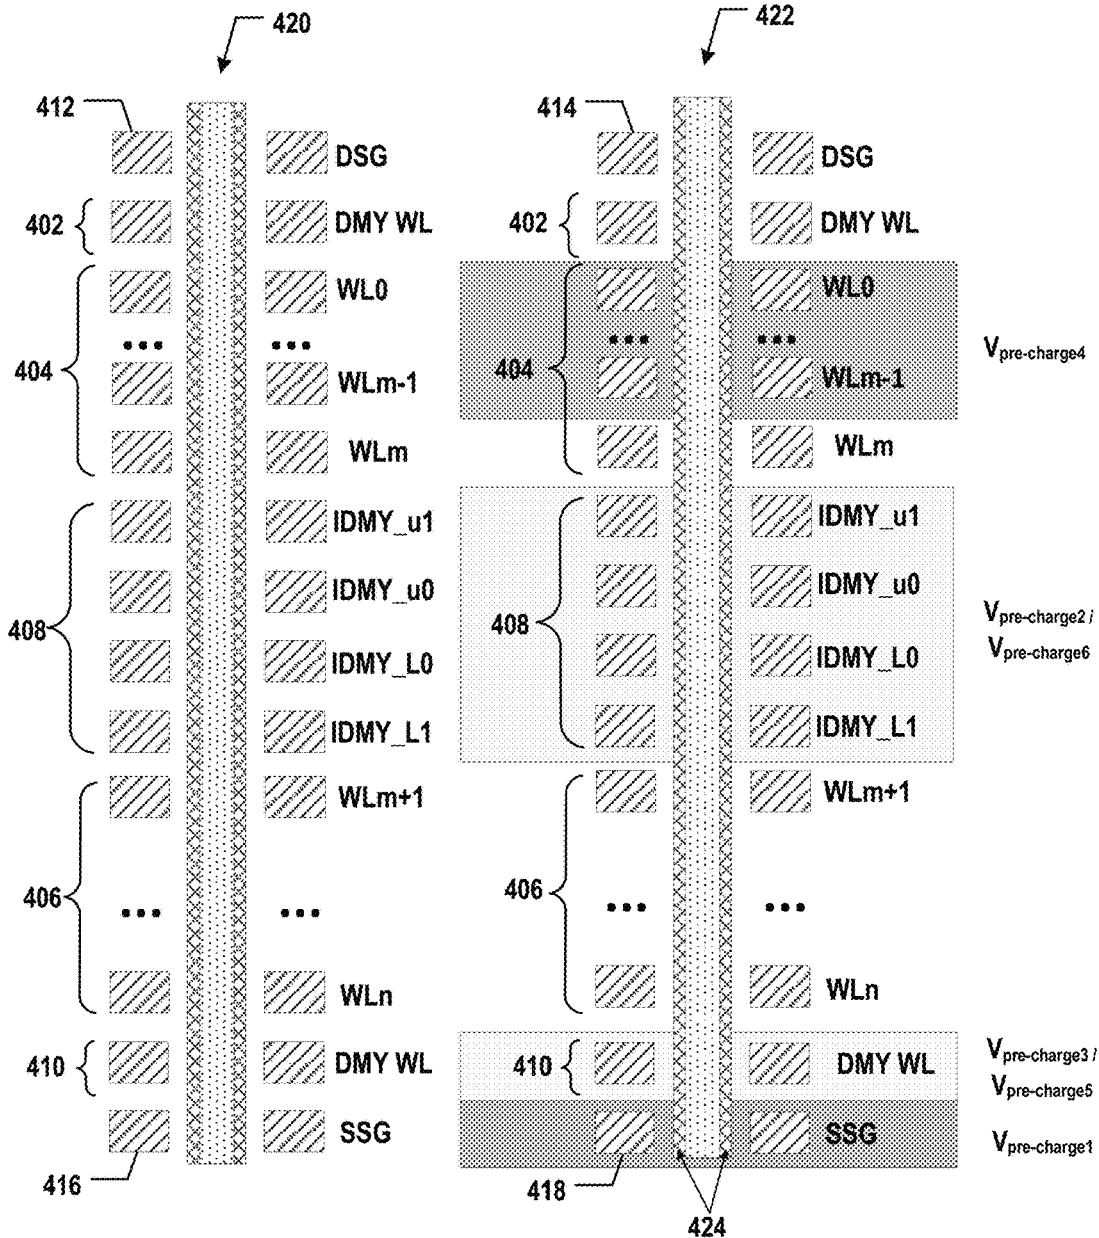 420
422
412
DSG
414
DSG
402
DMY WL
402
DMY WL
WL0
WL0
404
WLm-1
404
WLm-1
Vpre-charge4
WLm
WLm
IDMY_u1
IDMY_u1
IDMY_u0
IDMY_u0
408
408
Vpre-charge2 /
Vpre-charge6
IDMY_L0
IDMY_L0
IDMY_L1
IDMY_L1
WLm+1
WLm+1
406
406
WLn
WLn
410
DMY WL
410
DMY WL
Vpre-charge3 /
Vpre-charge5
SSG
SSG
Vpre-charge1
416
418
424